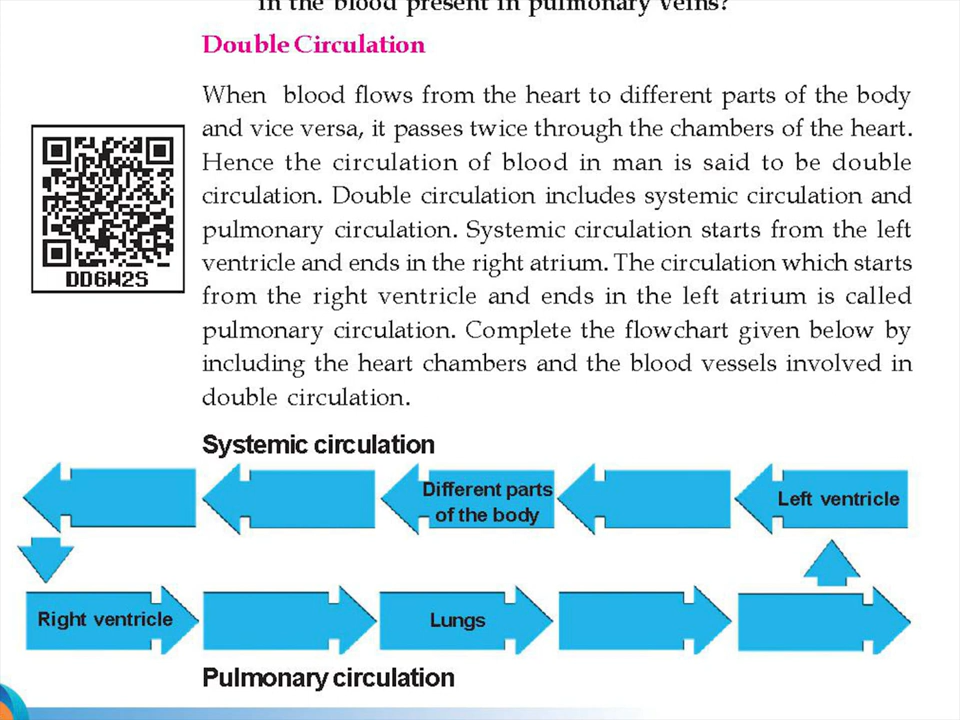 in the blood present in pulmonary veins?
Double Circulation
When blood flows from the heart to different parts of the body
and vice versa, it passes twice through the chambers of the heart.
Hence the circulation of blood in man is said to be double
circulation. Double circulation includes systemic circulation and
pulmonary circulation. Systemic circulation starts from the left
ventricle and ends in the right atrium. The circulation which starts
from the right ventricle and ends in the left atrium is called
pulmonary circulation. Complete the flowchart given below by
including the heart chambers and the blood vessels involved in
double circulation.
DD6W2S
Systemic circulation
Different parts
of the body
Left ventricle
Right ventricle
Lungs
Pulmonary circulation